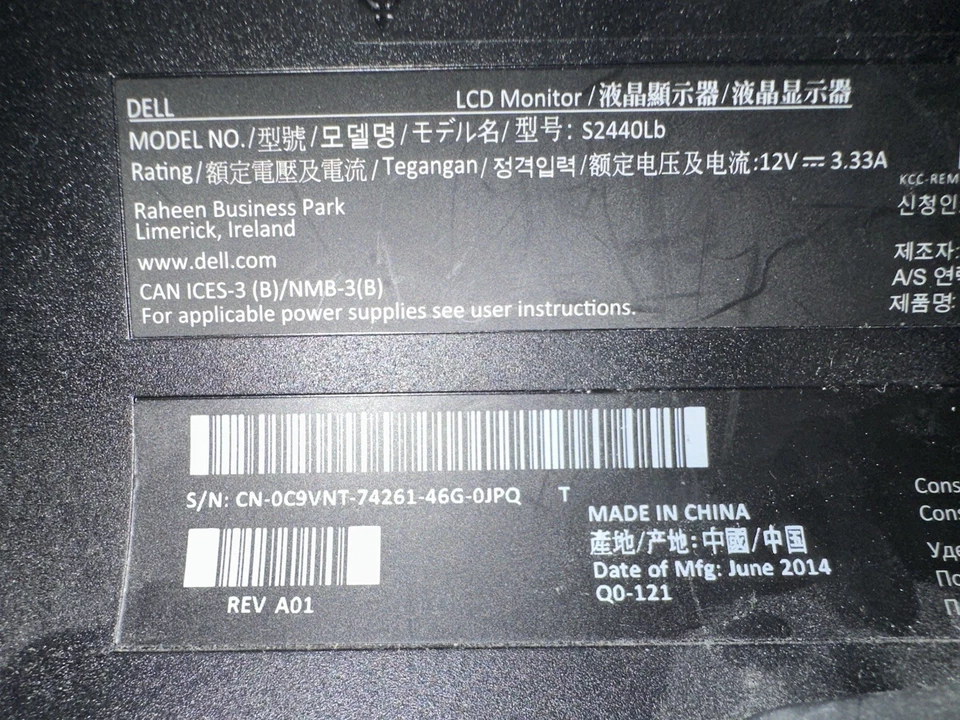 DELL LCD Monitor /液晶顯示器/液晶显示器
MODEL NO./型號/모델명/モデル名/型号: S2440Lb
Rating/額定電壓及電流/Tegangan/정격입력/额定电压及电流:12V ⎓ 3.33A
Raheen Business Park
Limerick, Ireland
www.dell.com
CAN ICES-3 (B)/NMB-3(B)
For applicable power supplies see user instructions.
KCC-REM
신청인
제조자:
A/S 연락
제품명:
S/N: CN-0C9VNT-74261-46G-0JPQ T
REV A01
MADE IN CHINA
產地/产地: 中國/中国
Date of Mfg: June 2014
Q0-121
Cons
Cons